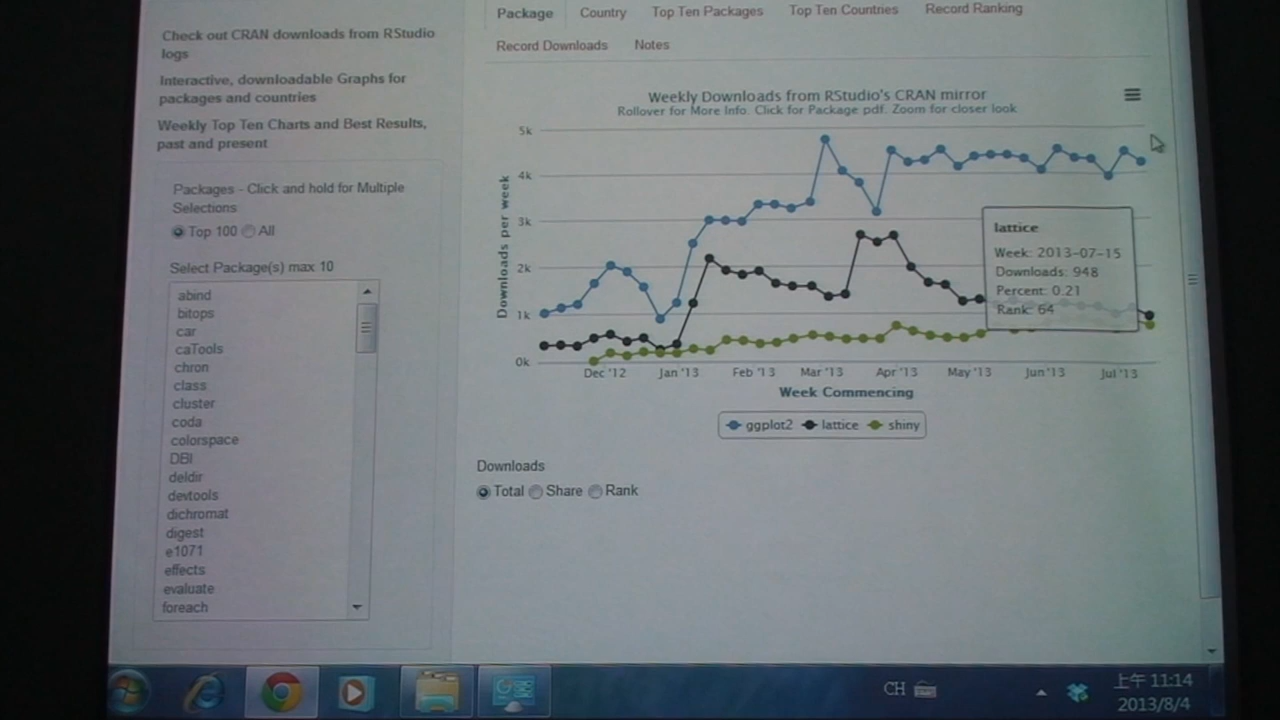 Check out CRAN downloads from RStudio
logs
Interactive, downloadable Graphs for
packages and countries
Weekly Top Ten Charts and Best Results,
past and present
Packages - Click and hold for Multiple
Selections
Top 100 All
Select Package(s) max 10
abind
bitops
car
caTools
chron
class
cluster
coda
colorspace
DBI
deldir
devtools
dichromat
digest
e1071
effects
evaluate
foreach
Package Country Top Ten Packages Top Ten Countries Record Ranking
Record Downloads Notes
Weekly Downloads from RStudio's CRAN mirror
Rollover for More Info. Click for Package pdf. Zoom for closer look.
Downloads per week
5k
4k
3k
2k
1k
0k
lattice
Week: 2013-07-15
Downloads: 948
Percent: 0.21
Rank: 64
Dec '12 Jan '13 Feb '13 Mar '13 Apr '13 May '13 Jun '13 Jul '13
Week Commencing
ggplot2 lattice shiny
Downloads
Total Share Rank
CH
上午 11:14
2013/8/4